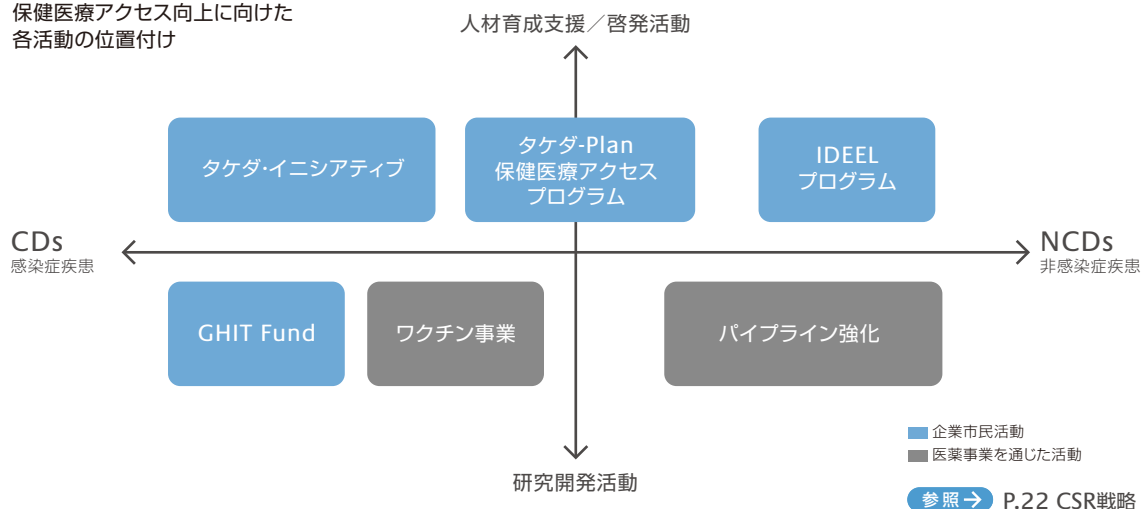 保健医療アクセス向上に向けた
各活動の位置付け
人材育成支援／啓発活動
タケダ・イニシアティブ
タケダ-Plan
保健医療アクセス
プログラム
IDEEL
プログラム
CDs
感染症疾患
NCDs
非感染症疾患
GHIT Fund
ワクチン事業
パイプライン強化
研究開発活動
企業市民活動
医薬事業を通じた活動
参照→ P.22 CSR戦略